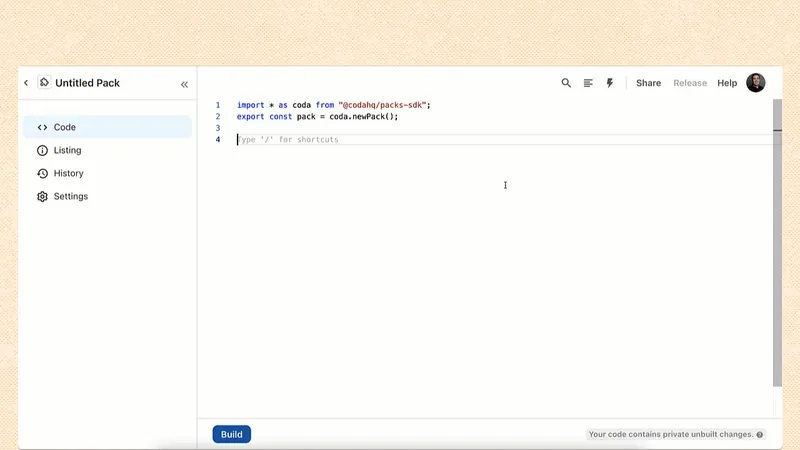 Untitled Pack
Share
Release
Help
Code
Listing
History
Settings
1 import * as coda from "@codahq/packs-sdk";
2 export const pack = coda.newPack();
3
4 Type '/' for shortcuts
Build
Your code contains private unbuilt changes.